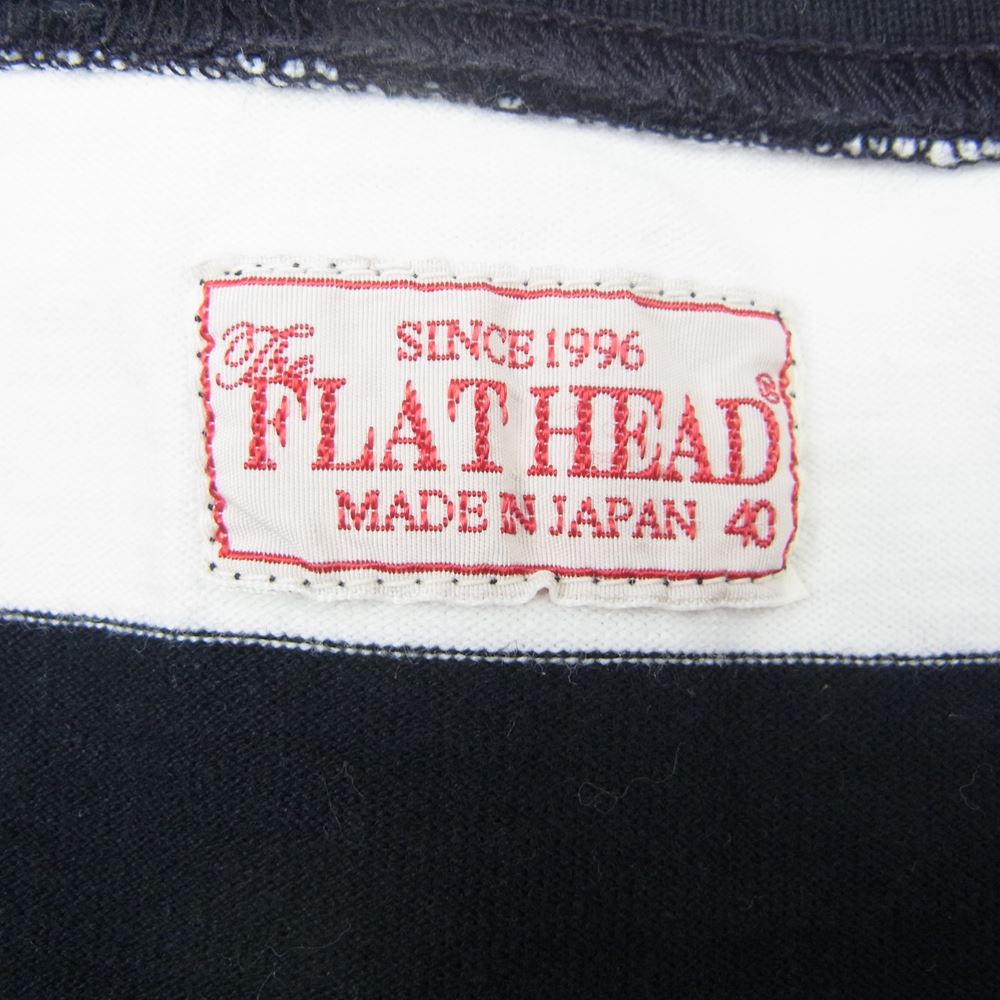 SINCE 1996
The
FLAT HEAD®
MADE IN JAPAN 40